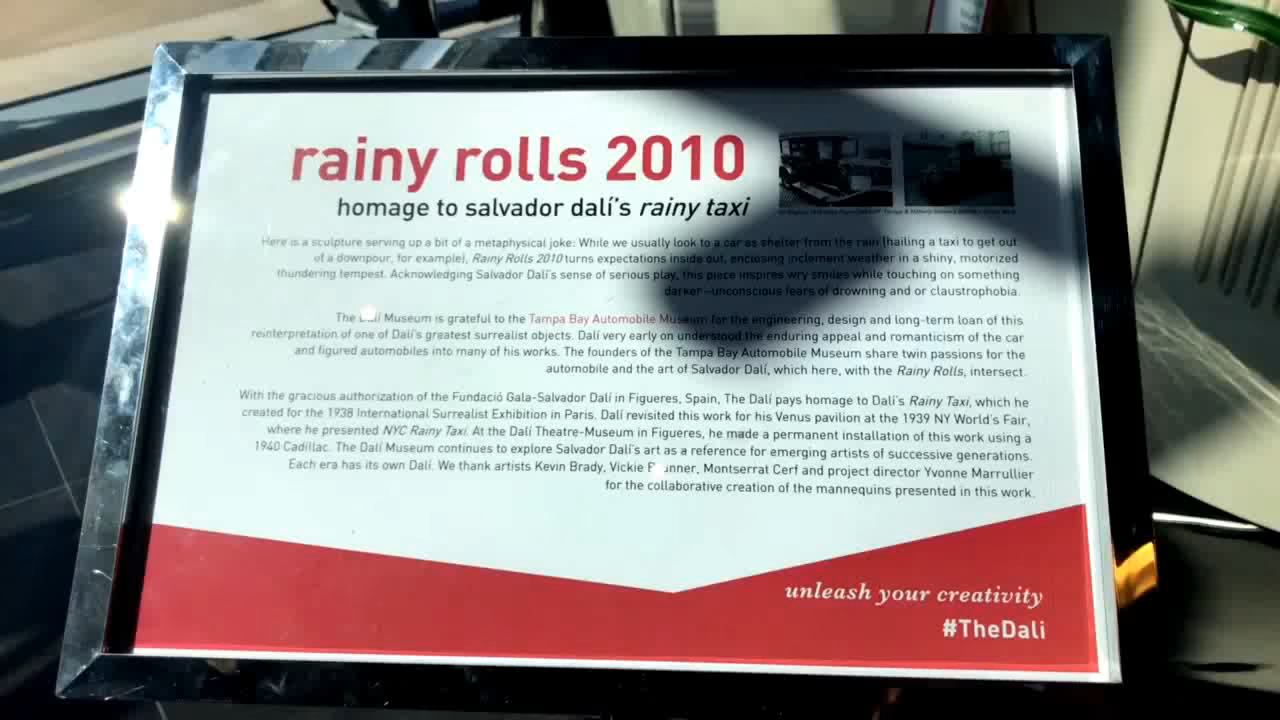 rainy rolls 2010
homage to salvador dalí's rainy taxi
Here is a sculpture serving up a bit of a metaphysical joke: While we usually look to a car as shelter from the rain (hailing a taxi to get out
of a downpour, for example), Rainy Rolls 2010 turns expectations inside out, enclosing inclement weather in a shiny, motorized
thundering tempest. Acknowledging Salvador Dalí's sense of serious play, this piece inspires wry smiles while touching on something
darker—unconscious fears of drowning and or claustrophobia.
The Dalí Museum is grateful to the Tampa Bay Automobile Museum for the engineering, design and long-term loan of this
reinterpretation of one of Dalí's greatest surrealist objects. Dalí very early on understood the enduring appeal and romanticism of the car
and figured automobiles into many of his works. The founders of the Tampa Bay Automobile Museum share twin passions for the
automobile and the art of Salvador Dalí, which here, with the Rainy Rolls, intersect.
With the gracious authorization of the Fundació Gala-Salvador Dalí in Figueres, Spain, The Dalí pays homage to Dalí's Rainy Taxi, which he
created for the 1938 International Surrealist Exhibition in Paris. Dalí revisited this work for his Venus pavilion at the 1939 NY World's Fair,
where he presented NYC Rainy Taxi. At the Dalí Theatre-Museum in Figueres, he made a permanent installation of this work using a
1940 Cadillac. The Dalí Museum continues to explore Salvador Dalí's art as a reference for emerging artists of successive generations.
Each era has its own Dalí. We thank artists Kevin Brady, Vickie Brunner, Montserrat Cerf and project director Yvonne Marrullier
for the collaborative creation of the mannequins presented in this work.
unleash your creativity
#TheDali